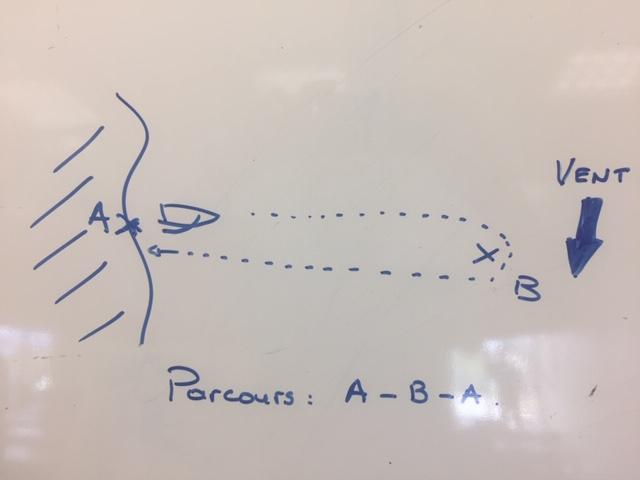 VENT
A
B
Parcours: A - B - A.